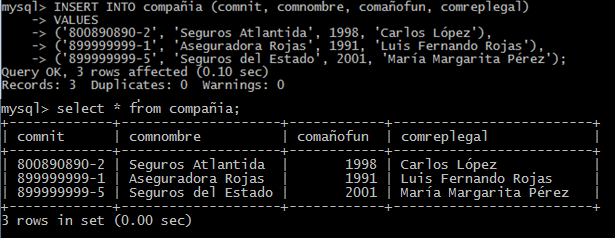 mysql> INSERT INTO compañia (comnit, comnombre, comañofun, comreplegal)
    -> VALUES
    -> ('800890890-2', 'Seguros Atlantida', 1998, 'Carlos López'),
    -> ('899999999-1', 'Aseguradora Rojas', 1991, 'Luis Fernando Rojas'),
    -> ('899999999-5', 'Seguros del Estado', 2001, 'María Margarita Pérez');
Query OK, 3 rows affected (0.10 sec)
Records: 3  Duplicates: 0  Warnings: 0
mysql> select * from compañia;
+-------------+--------------------+-----------+-----------------------+
| comnit      | comnombre          | comañofun | comreplegal           |
+-------------+--------------------+-----------+-----------------------+
| 800890890-2 | Seguros Atlantida  |      1998 | Carlos López          |
| 899999999-1 | Aseguradora Rojas  |      1991 | Luis Fernando Rojas   |
| 899999999-5 | Seguros del Estado |      2001 | María Margarita Pérez |
+-------------+--------------------+-----------+-----------------------+
3 rows in set (0.00 sec)